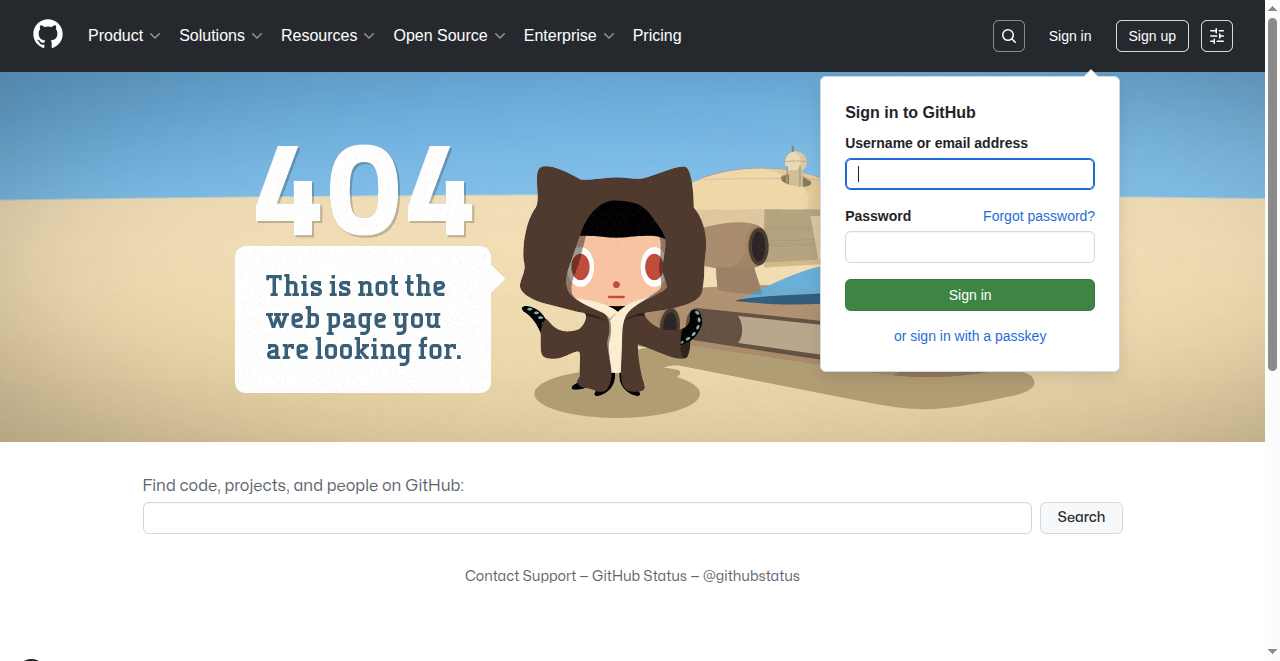 Product
Solutions
Resources
Open Source
Enterprise
Pricing
Sign in
Sign up
404
This is not the
web page you
are looking for.
Sign in to GitHub
Username or email address
Password
Forgot password?
Sign in
or sign in with a passkey
Find code, projects, and people on GitHub:
Search
Contact Support — GitHub Status — @githubstatus